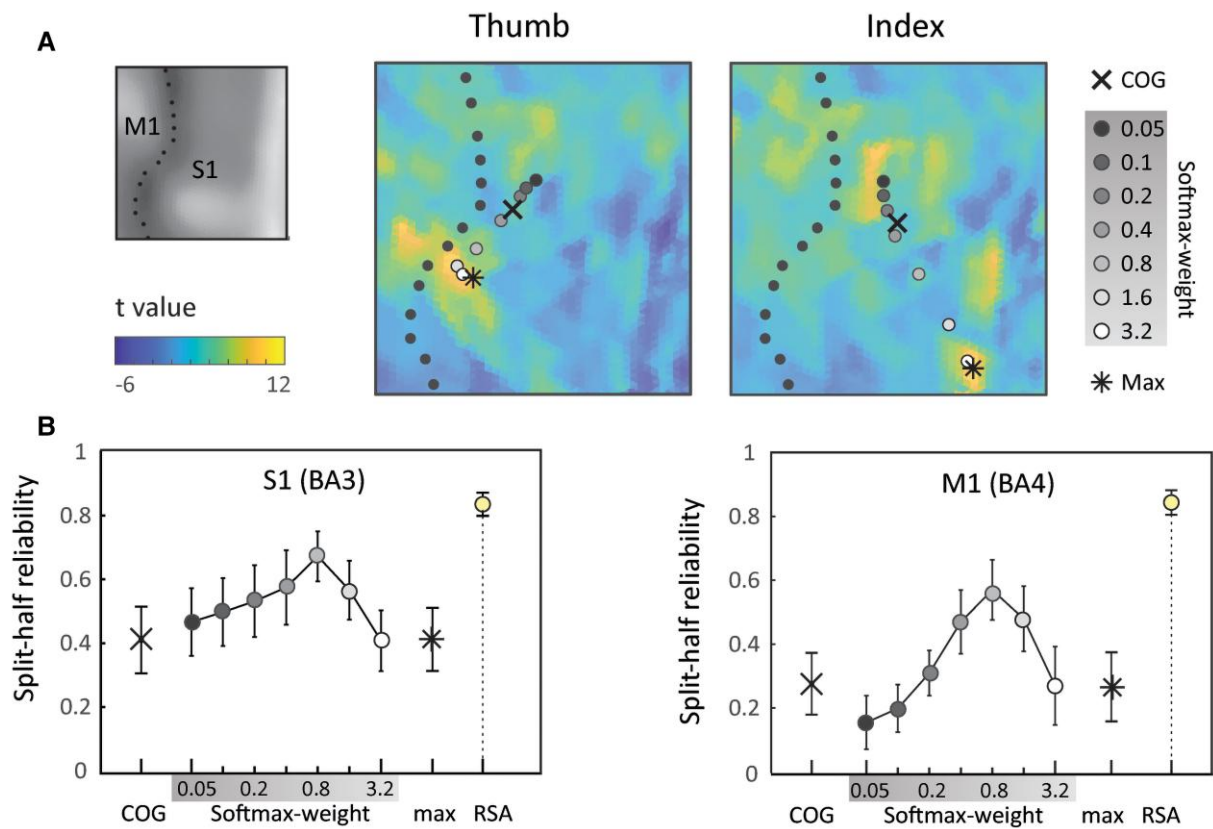 A
Thumb
Index
M1
S1
t value
-6
12
COG
0.05
0.1
0.2
0.4
0.8
1.6
3.2
Softmax-weight
Max
B
S1 (BA3)
Split-half reliability
1
0.8
0.6
0.4
0.2
0
0.05 0.2 0.8 3.2
COG Softmax-weight max RSA
M1 (BA4)
Split-half reliability
1
0.8
0.6
0.4
0.2
0
0.05 0.2 0.8 3.2
COG Softmax-weight max RSA